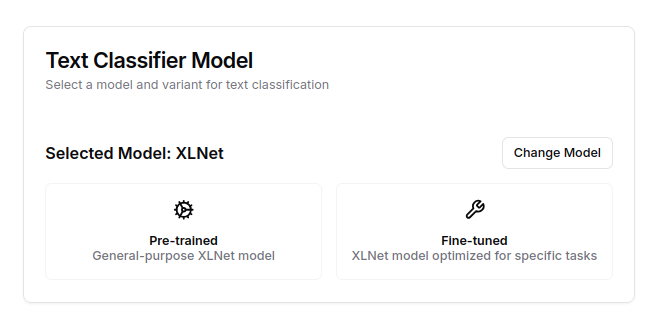 Text Classifier Model
Select a model and variant for text classification
Selected Model: XLNet
Change Model
Pre-trained
General-purpose XLNet model
Fine-tuned
XLNet model optimized for specific tasks